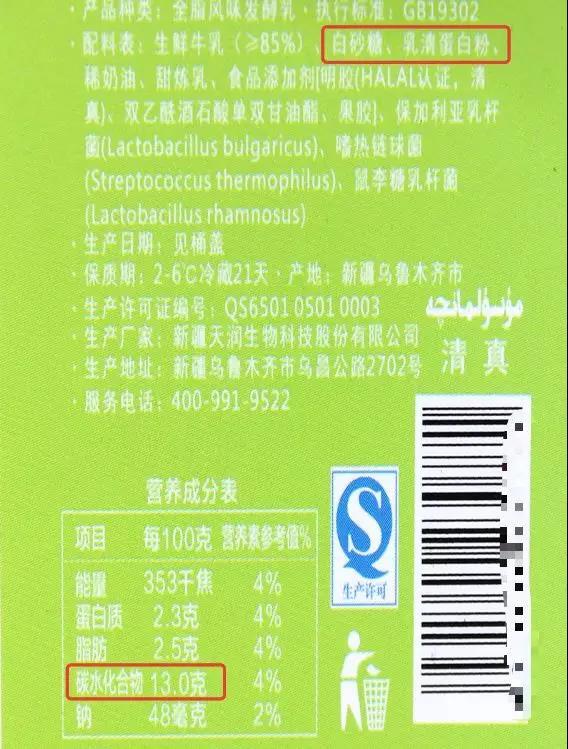 · 产品种类：全脂风味发酵乳 · 执行标准：GB19302
· 配料表：生鲜牛乳（≥85%）、白砂糖、乳清蛋白粉、
稀奶油、甜炼乳、食品添加剂[明胶(HALAL认证，清
真)、双乙酰酒石酸单双甘油酯、果胶]、保加利亚乳杆
菌(Lactobacillus bulgaricus)、嗜热链球菌
(Streptococcus thermophilus)、鼠李糖乳杆菌
(Lactobacillus rhamnosus)
· 生产日期：见桶盖
· 保质期：2-6℃冷藏21天 · 产地：新疆乌鲁木齐市
· 生产许可证编号：QS6501 0501 0003
· 生产厂家：新疆天润生物科技股份有限公司
· 生产地址：新疆乌鲁木齐市乌昌公路2702号
· 服务电话：400-991-9522
مۇسۇلمانچە
清真
营养成分表
项目 每100克 营养素参考值%
能量 353千焦 4%
蛋白质 2.3克 4%
脂肪 2.5克 4%
碳水化合物 13.0克 4%
钠 48毫克 2%
S
生产许可